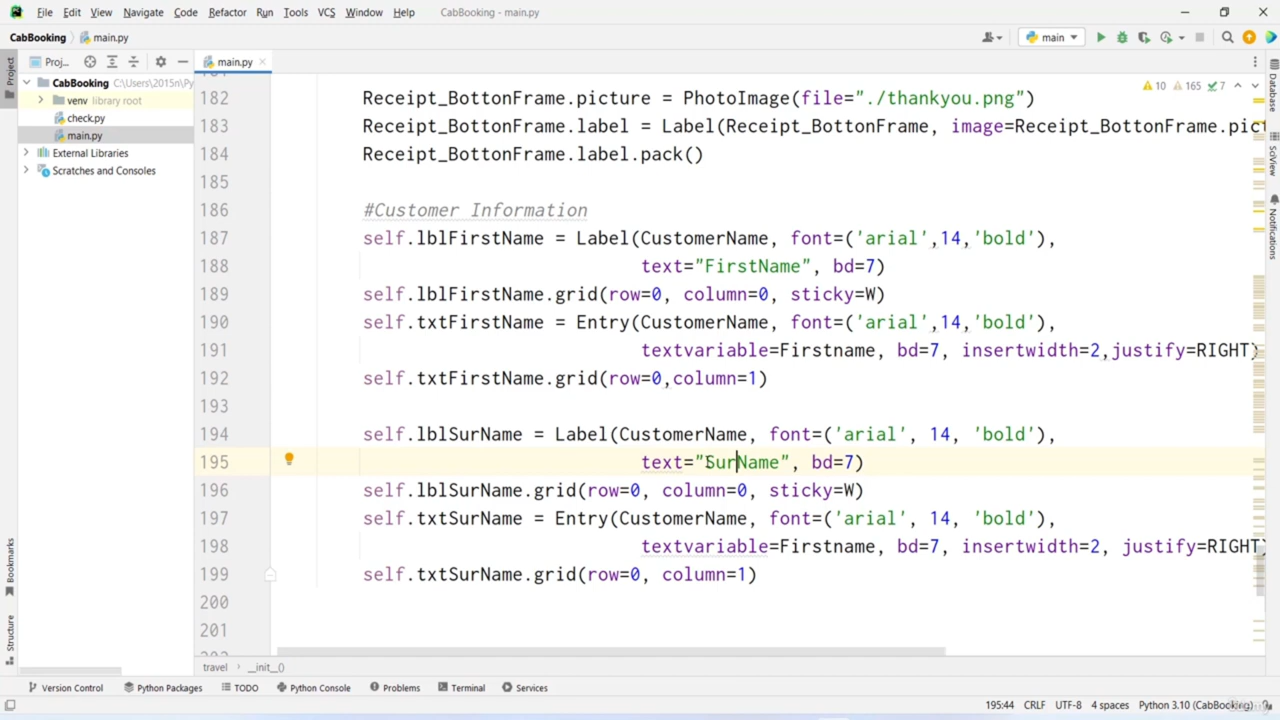 File Edit View Navigate Code Refactor Run Tools VCS Window Help CabBooking - main.py
CabBooking main.py main
Proj... main.py
CabBooking C:\Users\2015n\Py
venv library root
check.py
main.py
External Libraries
Scratches and Consoles
10 165 7
182 Receipt_BottonFrame.picture = PhotoImage(file="./thankyou.png")
183 Receipt_BottonFrame.label = Label(Receipt_BottonFrame, image=Receipt_BottonFrame.pict
184 Receipt_BottonFrame.label.pack()
185
186 #Customer Information
187 self.lblFirstName = Label(CustomerName, font=('arial',14,'bold'),
188 text="FirstName", bd=7)
189 self.lblFirstName.grid(row=0, column=0, sticky=W)
190 self.txtFirstName = Entry(CustomerName, font=('arial',14,'bold'),
191 textvariable=Firstname, bd=7, insertwidth=2,justify=RIGHT)
192 self.txtFirstName.grid(row=0,column=1)
193
194 self.lblSurName = Label(CustomerName, font=('arial', 14, 'bold'),
195 text="SurName", bd=7)
196 self.lblSurName.grid(row=0, column=0, sticky=W)
197 self.txtSurName = Entry(CustomerName, font=('arial', 14, 'bold'),
198 textvariable=Firstname, bd=7, insertwidth=2, justify=RIGHT)
199 self.txtSurName.grid(row=0, column=1)
200
201
travel __init__()
Version Control Python Packages TODO Python Console Problems Terminal Services
195:44 CRLF UTF-8 4 spaces Python 3.10 (CabBooking)
Project
Bookmarks
Structure
Database
SciView
Notifications